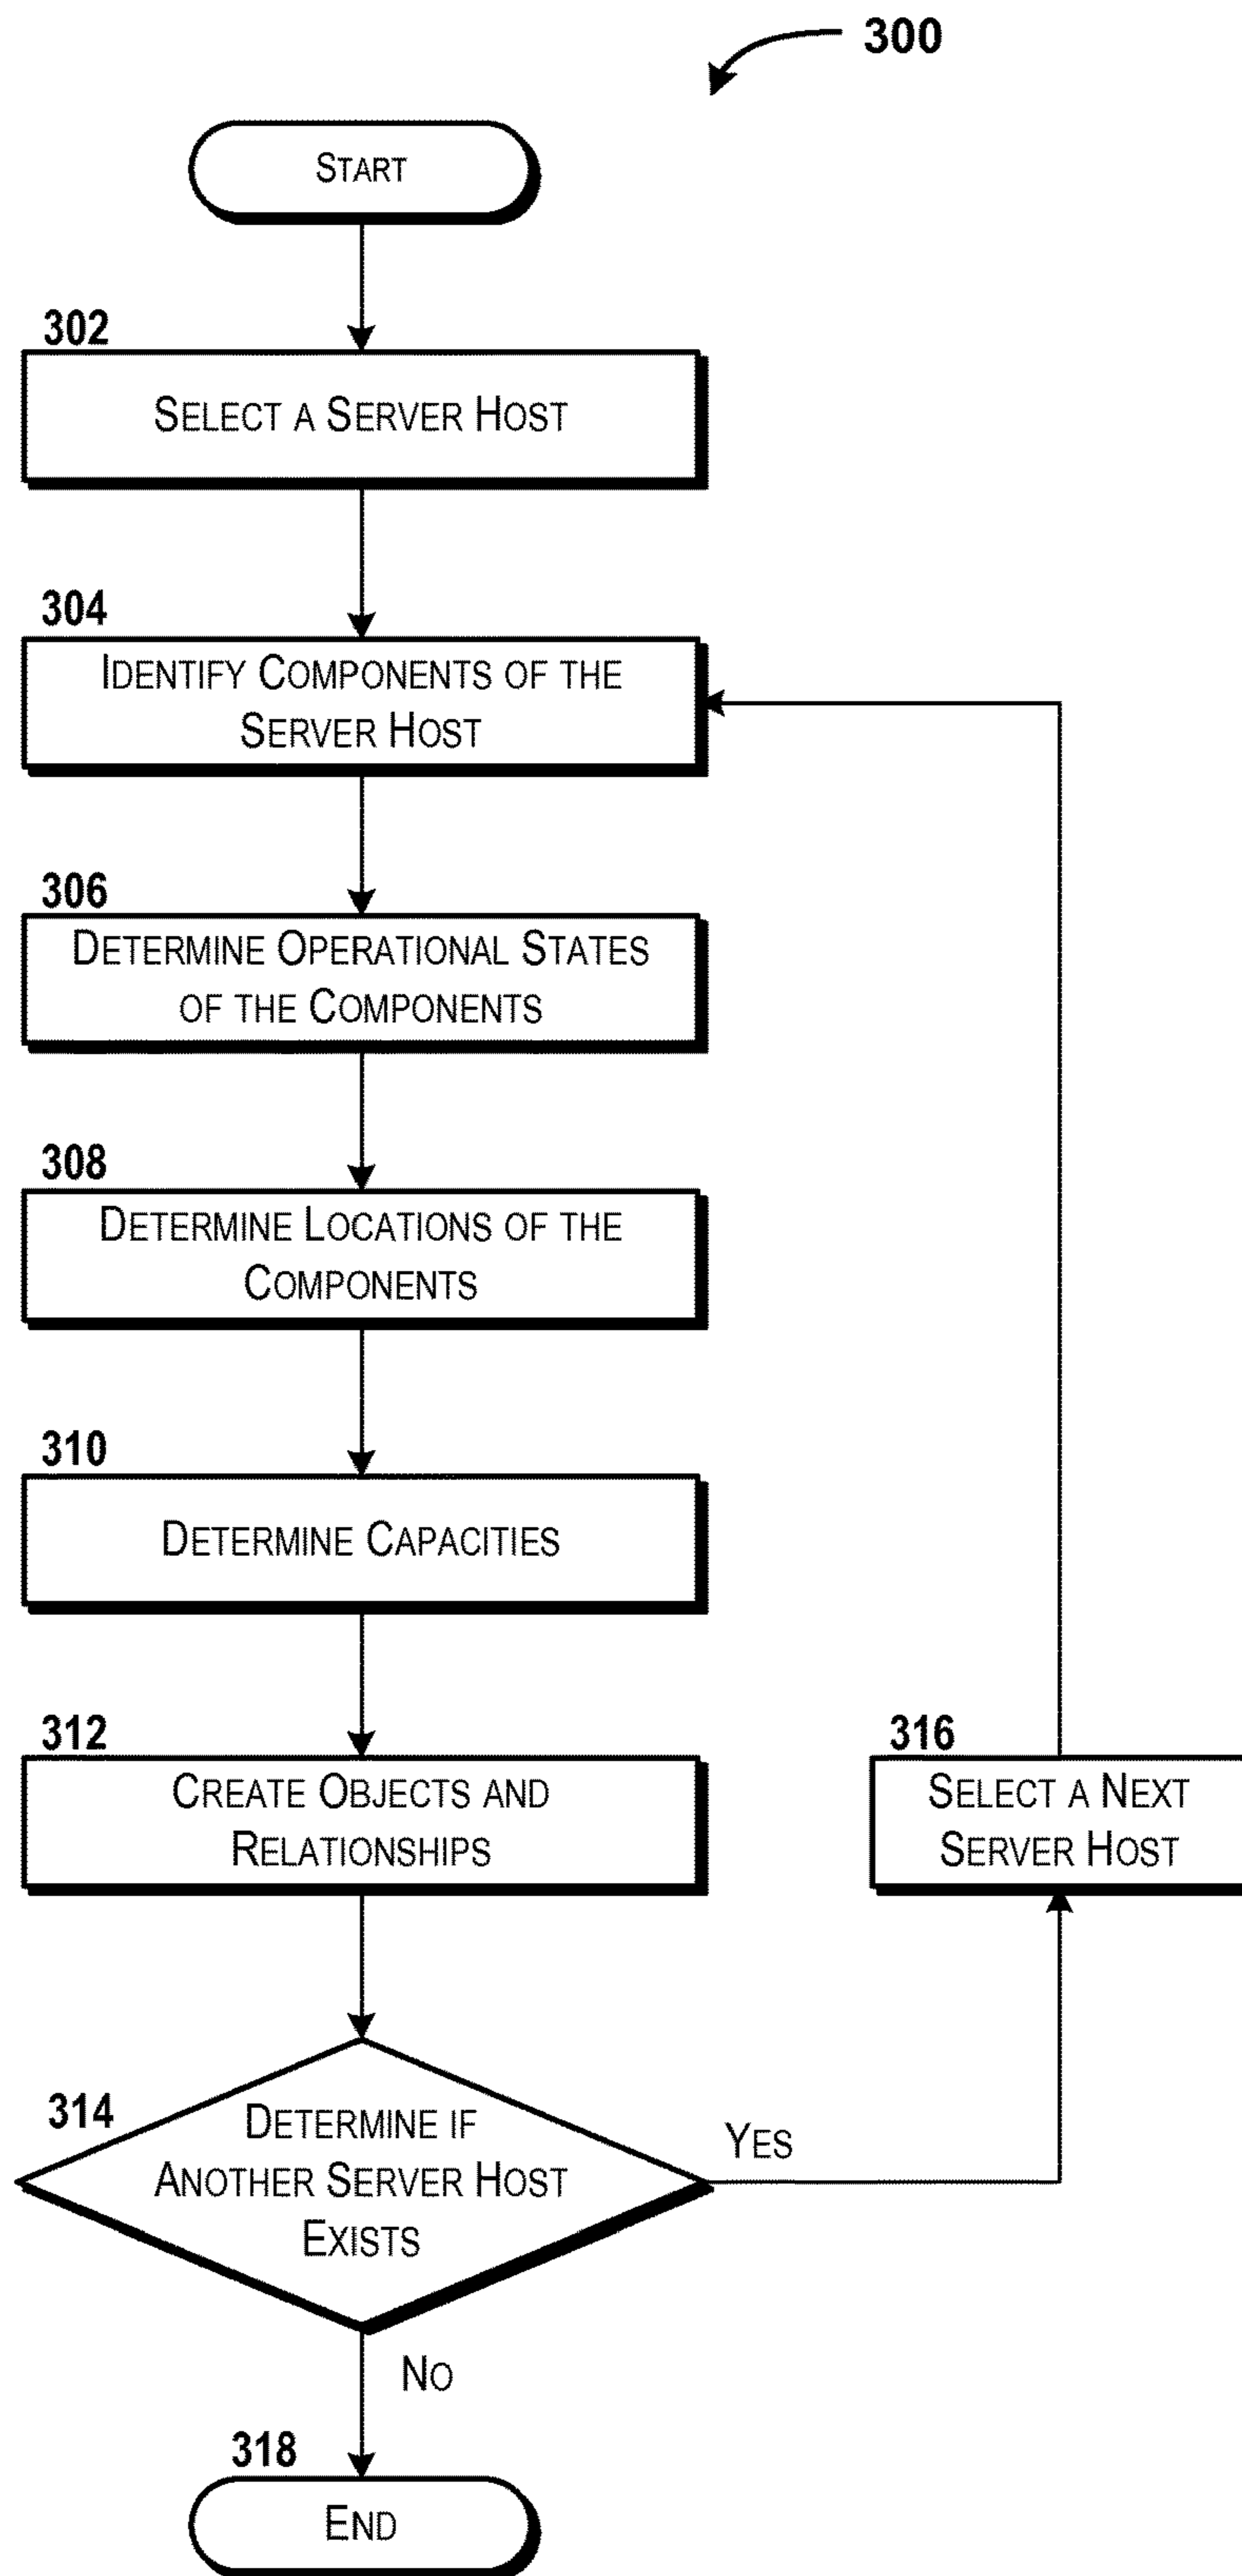 300
START
302
SELECT A SERVER HOST
304
IDENTIFY COMPONENTS OF THE
SERVER HOST
306
DETERMINE OPERATIONAL STATES
OF THE COMPONENTS
308
DETERMINE LOCATIONS OF THE
COMPONENTS
310
DETERMINE CAPACITIES
312
CREATE OBJECTS AND
RELATIONSHIPS
316
SELECT A NEXT
SERVER HOST
314
DETERMINE IF
ANOTHER SERVER HOST
EXISTS
YES
NO
318
END